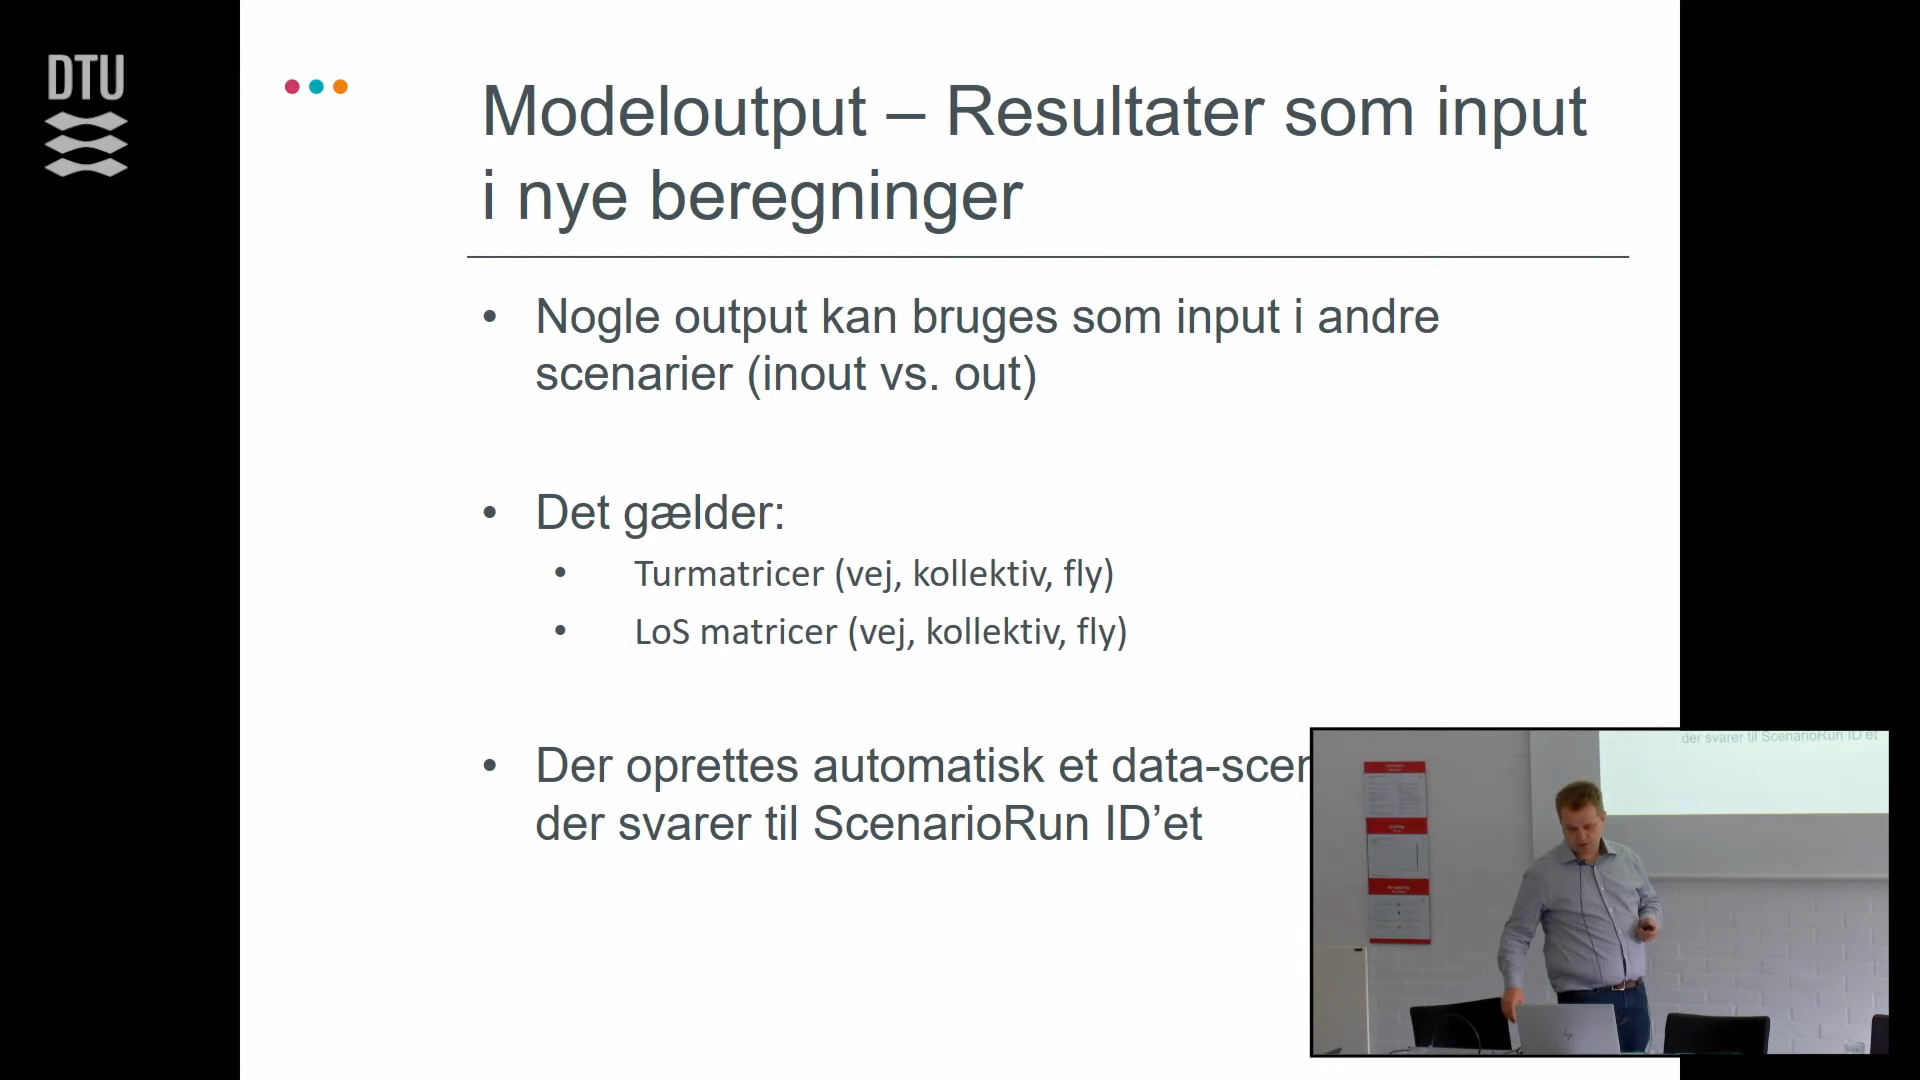 DTU
Modeloutput – Resultater som input
i nye beregninger
• Nogle output kan bruges som input i andre
scenarier (inout vs. out)
• Det gælder:
• Turmatricer (vej, kollektiv, fly)
• LoS matricer (vej, kollektiv, fly)
• Der oprettes automatisk et data-scen
der svarer til ScenarioRun ID’et
der svarer til ScenarioRun ID'et
hp